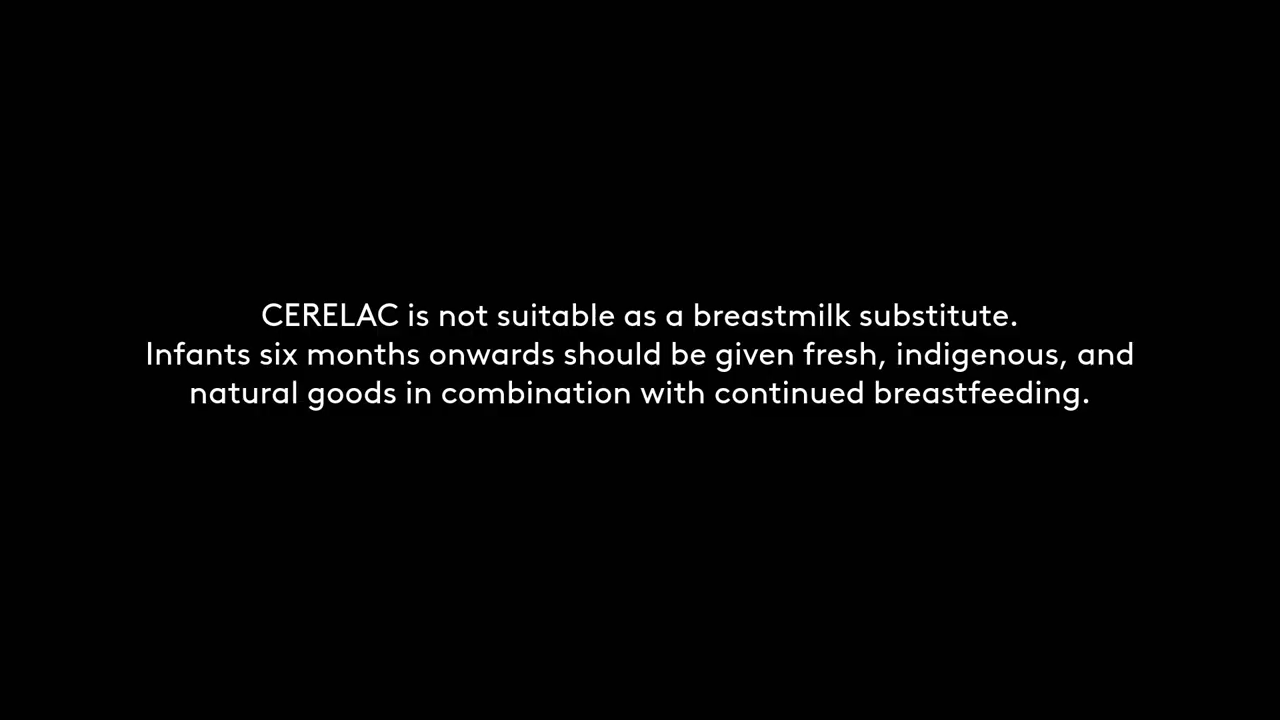 CERELAC is not suitable as a breastmilk substitute.
Infants six months onwards should be given fresh, indigenous, and
natural goods in combination with continued breastfeeding.